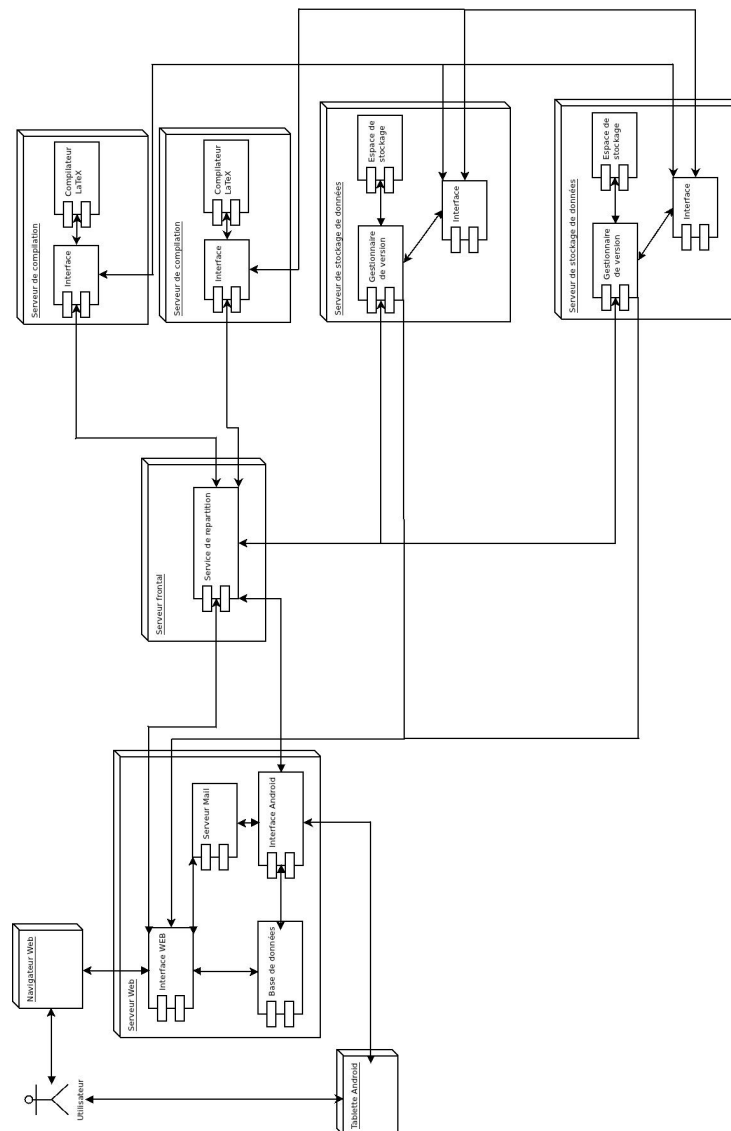 Utilisateur
Navigateur Web
Tablette Android
Serveur Web
Interface WEB
Base de données
Serveur Mail
Interface Android
Serveur frontal
Service de repartition
Serveur de compilation
Interface
Compilateur
LaTeX
Serveur de compilation
Interface
Compilateur
LaTeX
Serveur de stockage de données
Gestionnaire
de version
Espace de
stockage
Interface
Serveur de stockage de données
Gestionnaire
de version
Espace de
stockage
Interface